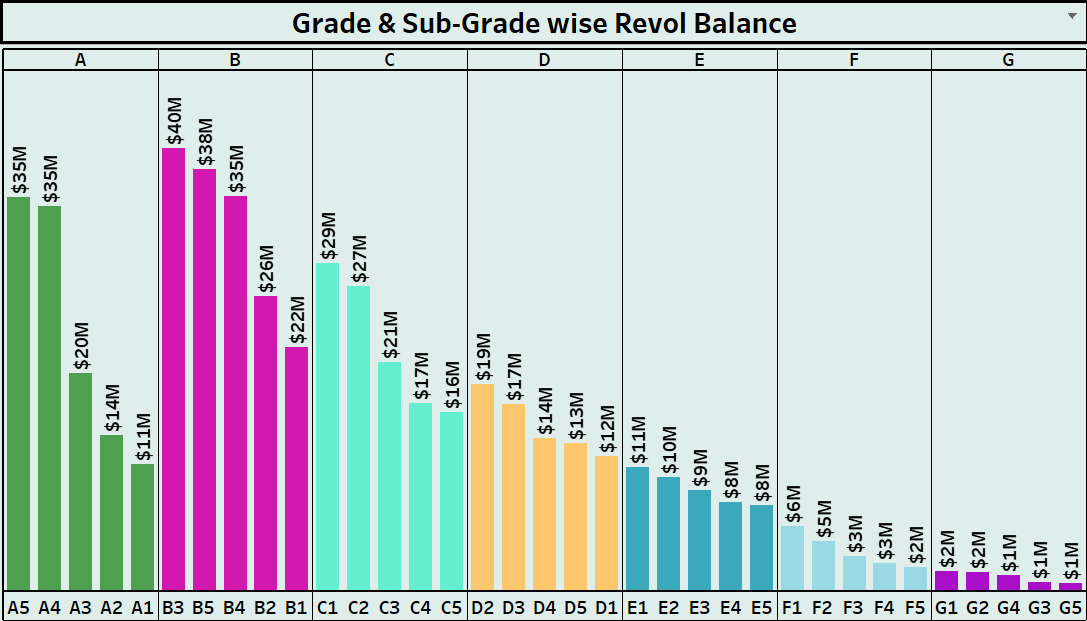 Grade & Sub-Grade wise Revol Balance
A B C D E F G
$35M $35M $20M $14M $11M $40M $38M $35M $26M $22M $29M $27M $21M $17M $16M $19M $17M $14M $13M $12M $11M $10M $9M $8M $8M $6M $5M $3M $3M $2M $2M $2M $1M $1M $1M
A5 A4 A3 A2 A1 B3 B5 B4 B2 B1 C1 C2 C3 C4 C5 D2 D3 D4 D5 D1 E1 E2 E3 E4 E5 F1 F2 F3 F4 F5 G1 G2 G4 G3 G5